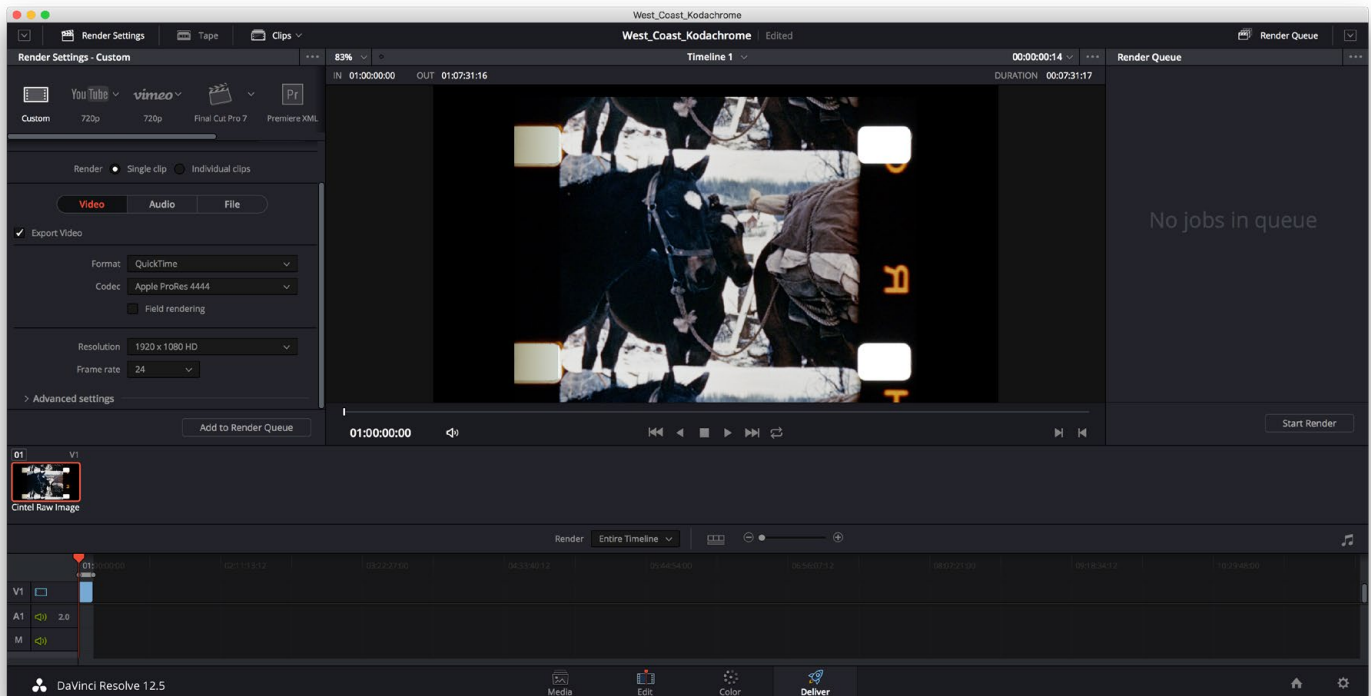 West_Coast_Kodachrome
Render Settings
Tape
Clips
West_Coast_Kodachrome Edited
Render Queue
Render Settings - Custom
83%
Timeline 1
00:00:00:14
Render Queue
IN 01:00:00:00 OUT 01:07:31:16
DURATION 00:07:31:17
YouTube
vimeo
Pr
Custom
720p
720p
Final Cut Pro 7
Premiere XML
Render Single clip Individual clips
Video Audio File
Export Video
Format QuickTime
Codec Apple ProRes 4444
Field rendering
Resolution 1920 x 1080 HD
Frame rate 24
> Advanced settings
Add to Render Queue
01:00:00:00
No jobs in queue
Start Render
01 V1
Cintel Raw Image
Render Entire Timeline
01:00:00:00
V1
A1 2.0
M
DaVinci Resolve 12.5
Media
Edit
Color
Deliver